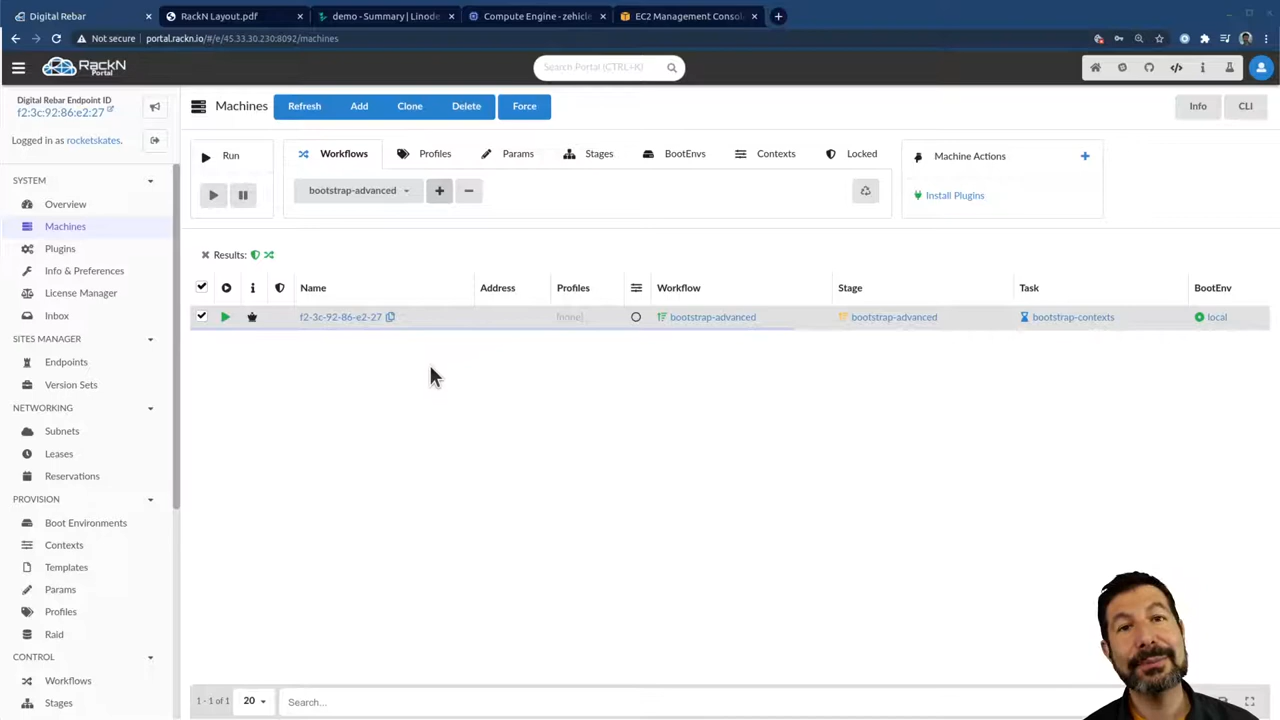 Digital Rebar
RackN Layout.pdf
demo - Summary | Linode
Compute Engine - zehicle
EC2 Management Consol
Not secure
portal.rackn.io/#/e/45.33.30.230:8092/machines
RackN
Portal
Search Portal (CTRL+K)
Digital Rebar Endpoint ID
f2:3c:92:86:e2:27
Logged in as rocketskates.
Machines
Refresh
Add
Clone
Delete
Force
Info
CLI
Run
Workflows
Profiles
Params
Stages
BootEnvs
Contexts
Locked
bootstrap-advanced
Machine Actions
Install Plugins
SYSTEM
Overview
Machines
Plugins
Info & Preferences
License Manager
Inbox
SITES MANAGER
Endpoints
Version Sets
NETWORKING
Subnets
Leases
Reservations
PROVISION
Boot Environments
Contexts
Templates
Params
Profiles
Raid
CONTROL
Workflows
Stages
Results:
Name
Address
Profiles
Workflow
Stage
Task
BootEnv
f2-3c-92-86-e2-27
(none)
bootstrap-advanced
bootstrap-advanced
bootstrap-contexts
local
1 - 1 of 1
20
Search...